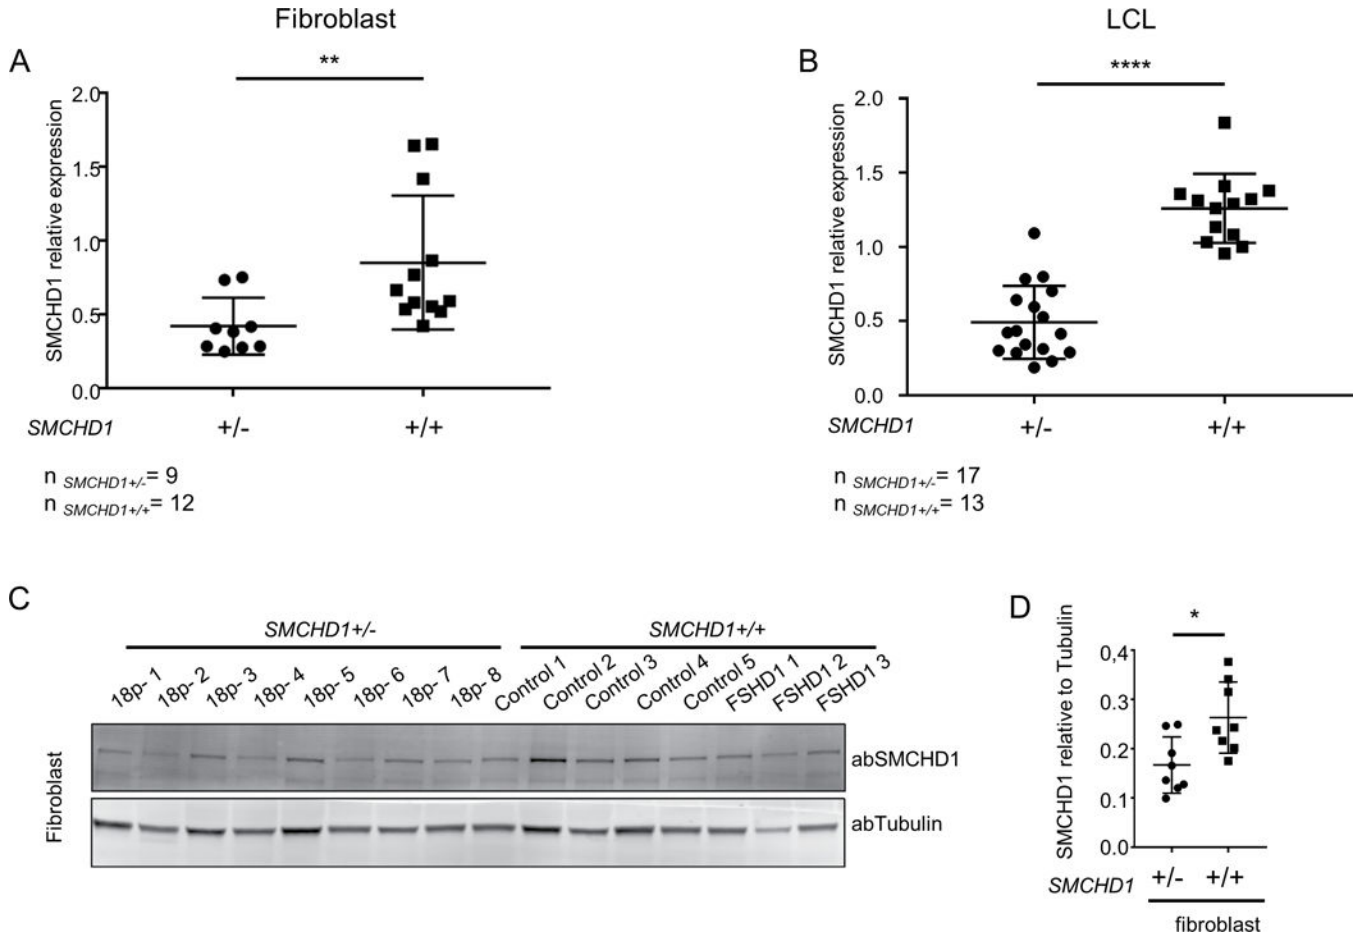 Fibroblast
A
**
SMCHD1 relative expression
2.0
1.5
1.0
0.5
0.0
SMCHD1 +/- +/+
n SMCHD1+/-= 9
n SMCHD1+/+= 12
LCL
B
****
SMCHD1 relative expression
2.0
1.5
1.0
0.5
0.0
SMCHD1 +/- +/+
n SMCHD1+/-= 17
n SMCHD1+/+= 13
C
SMCHD1+/- SMCHD1+/+
18p- 1 18p- 2 18p- 3 18p- 4 18p- 5 18p- 6 18p- 7 18p- 8 Control 1 Control 2 Control 3 Control 4 Control 5 FSHD1 1 FSHD1 2 FSHD1 3
Fibroblast
abSMCHD1
abTubulin
D
*
SMCHD1 relative to Tubulin
0,4
0.3
0.2
0.1
0.0
SMCHD1 +/- +/+
fibroblast